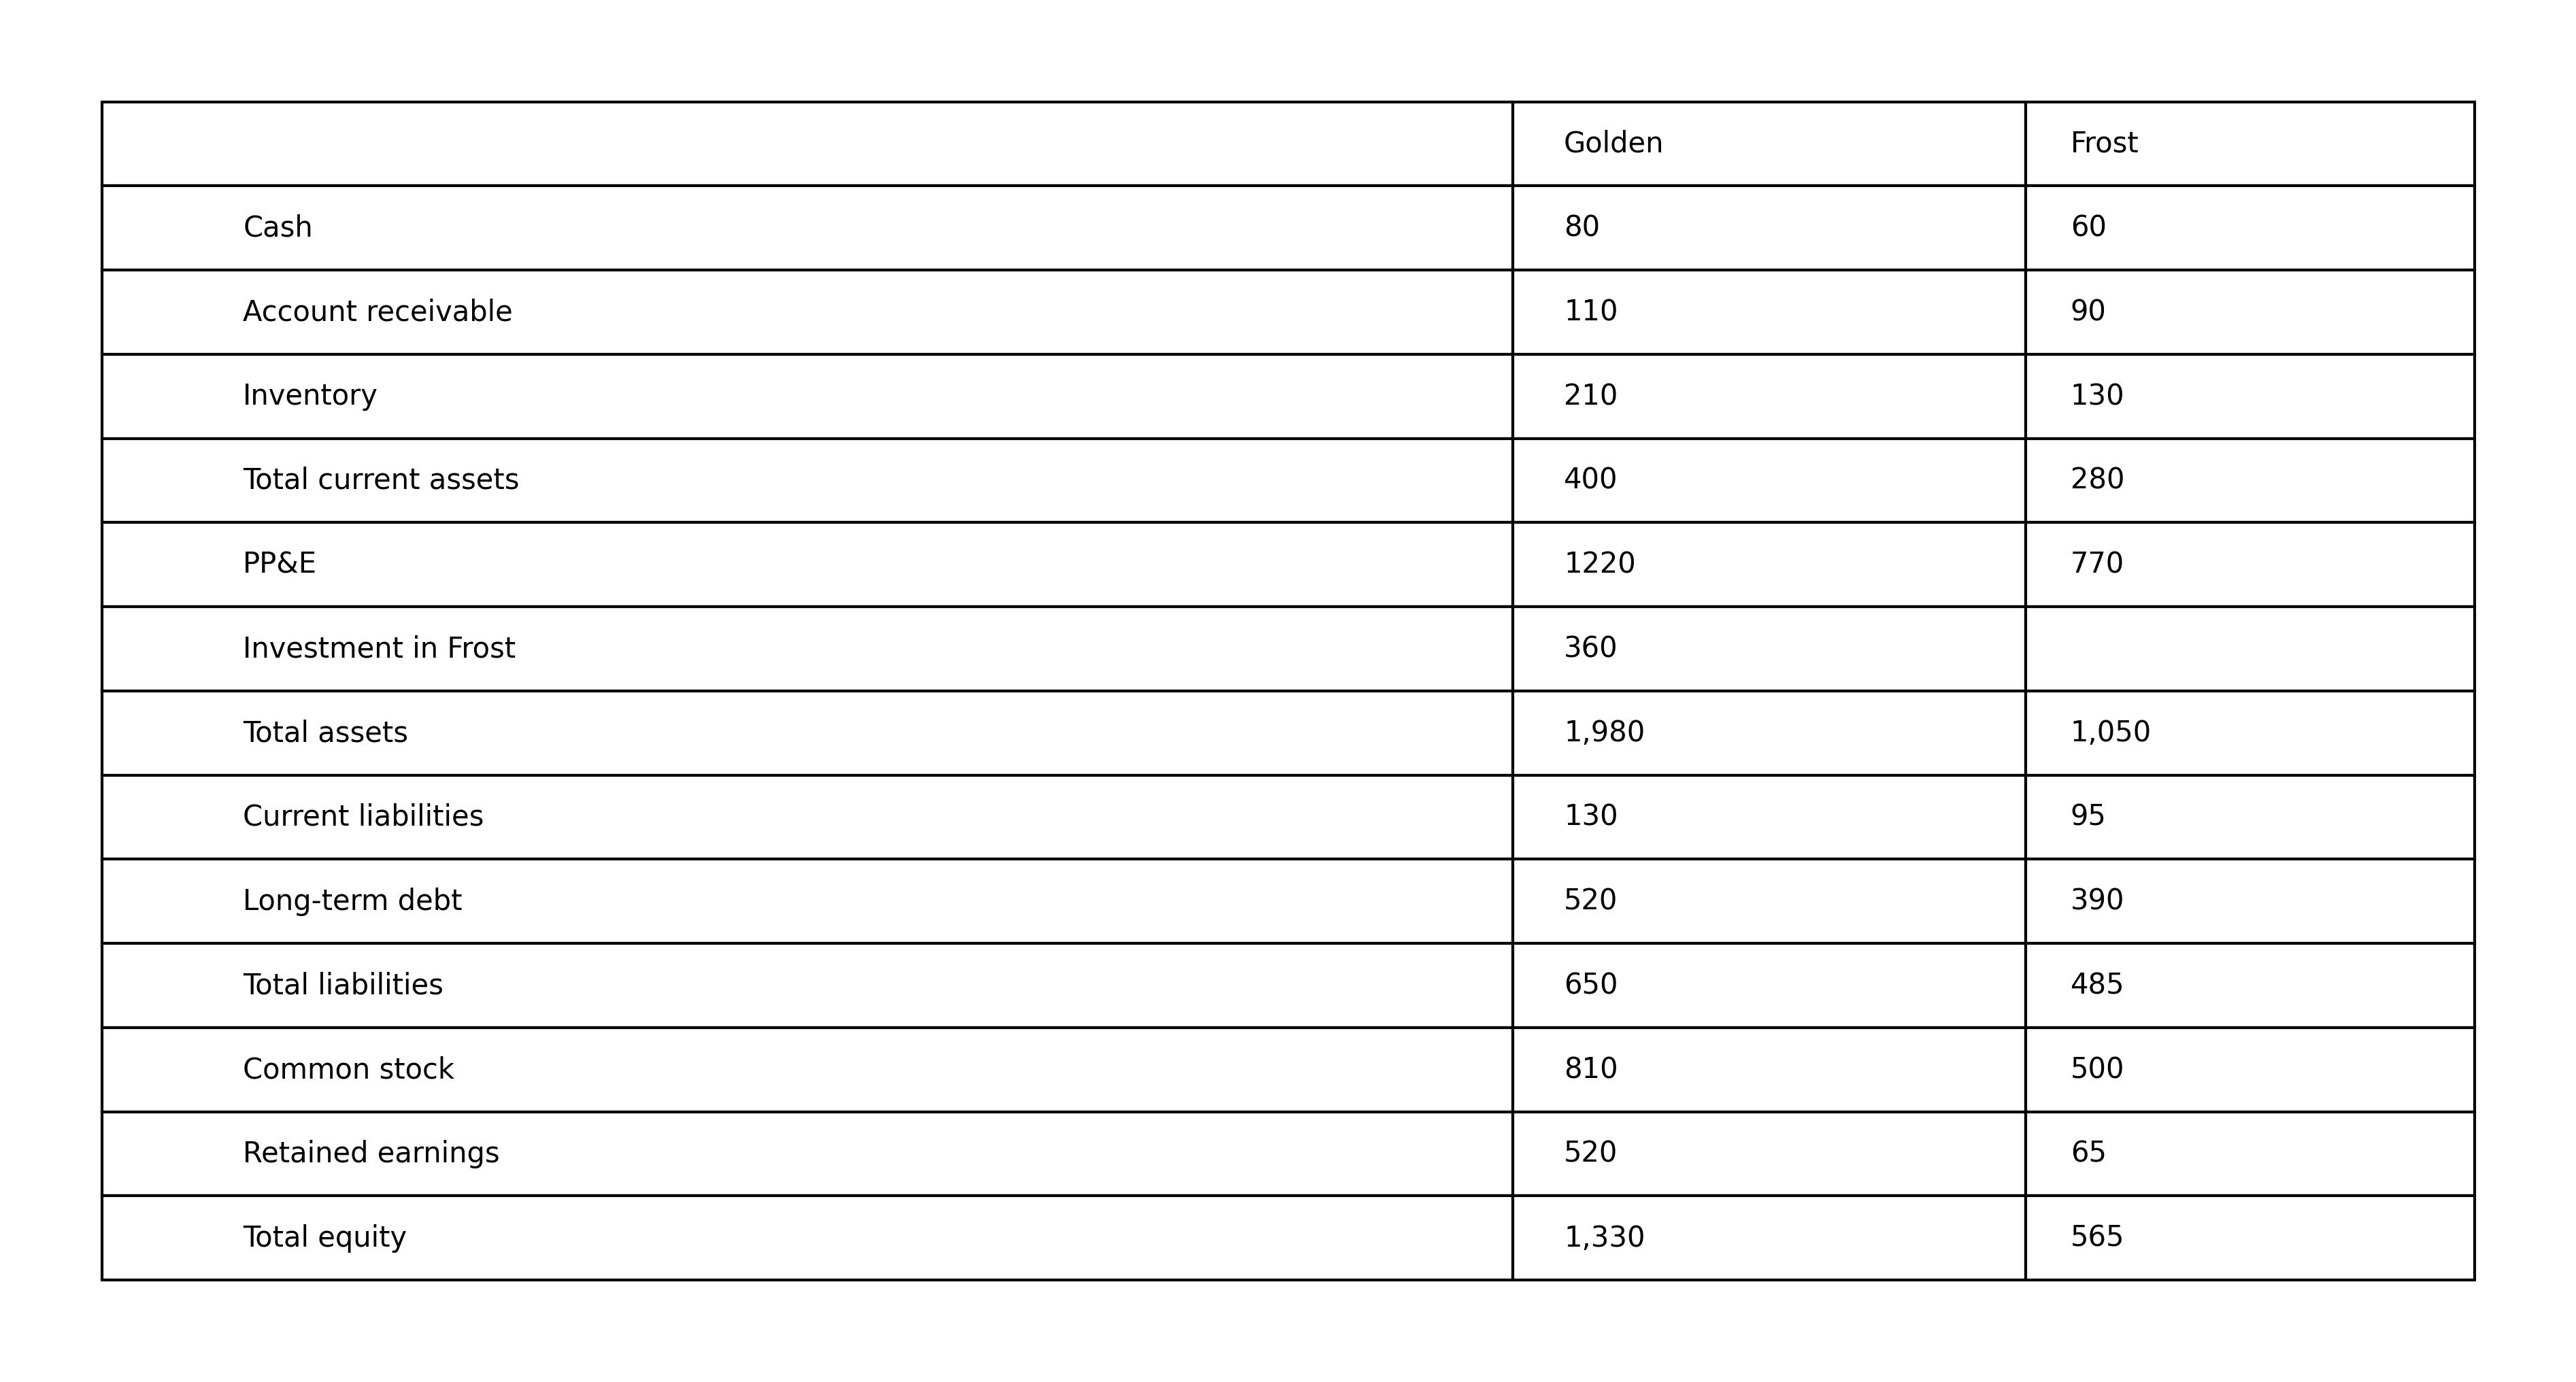 Golden Frost
Cash 80 60
Account receivable 110 90
Inventory 210 130
Total current assets 400 280
PP&E 1220 770
Investment in Frost 360
Total assets 1,980 1,050
Current liabilities 130 95
Long-term debt 520 390
Total liabilities 650 485
Common stock 810 500
Retained earnings 520 65
Total equity 1,330 565